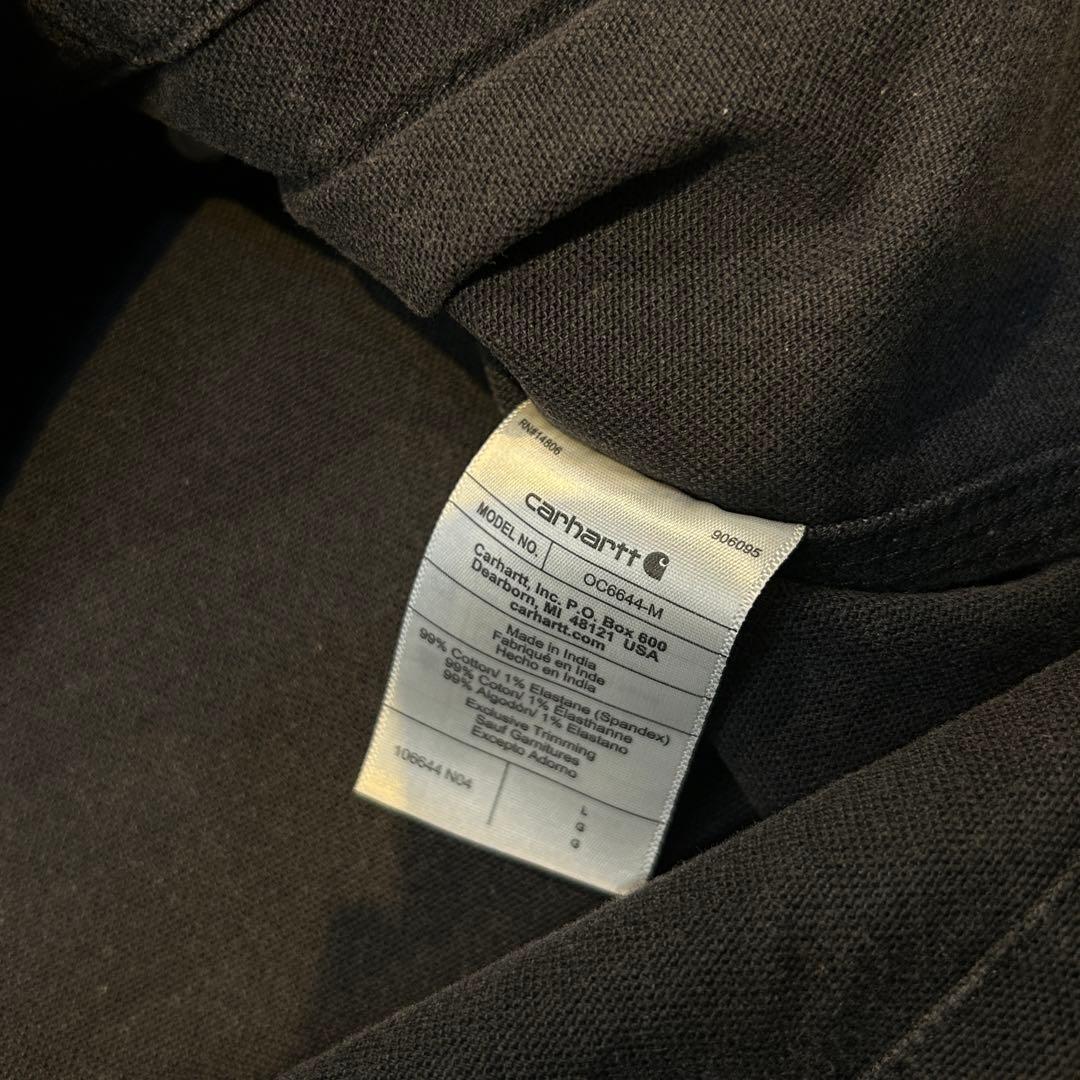 RN#14806
carhartt
906095
MODEL NO. OC6644-M
Carhartt, Inc. P.O. Box 600
Dearborn, MI 48121 USA
carhartt.com
Made in India
Fabriqué en Inde
Hecho en India
99% Cotton/ 1% Elastane (Spandex)
99% Coton/ 1% Élasthanne
99% Algodón/ 1% Elastano
Exclusive Trimming
Sauf Garnitures
Excepto Adorno
106644 N04
L
G
G